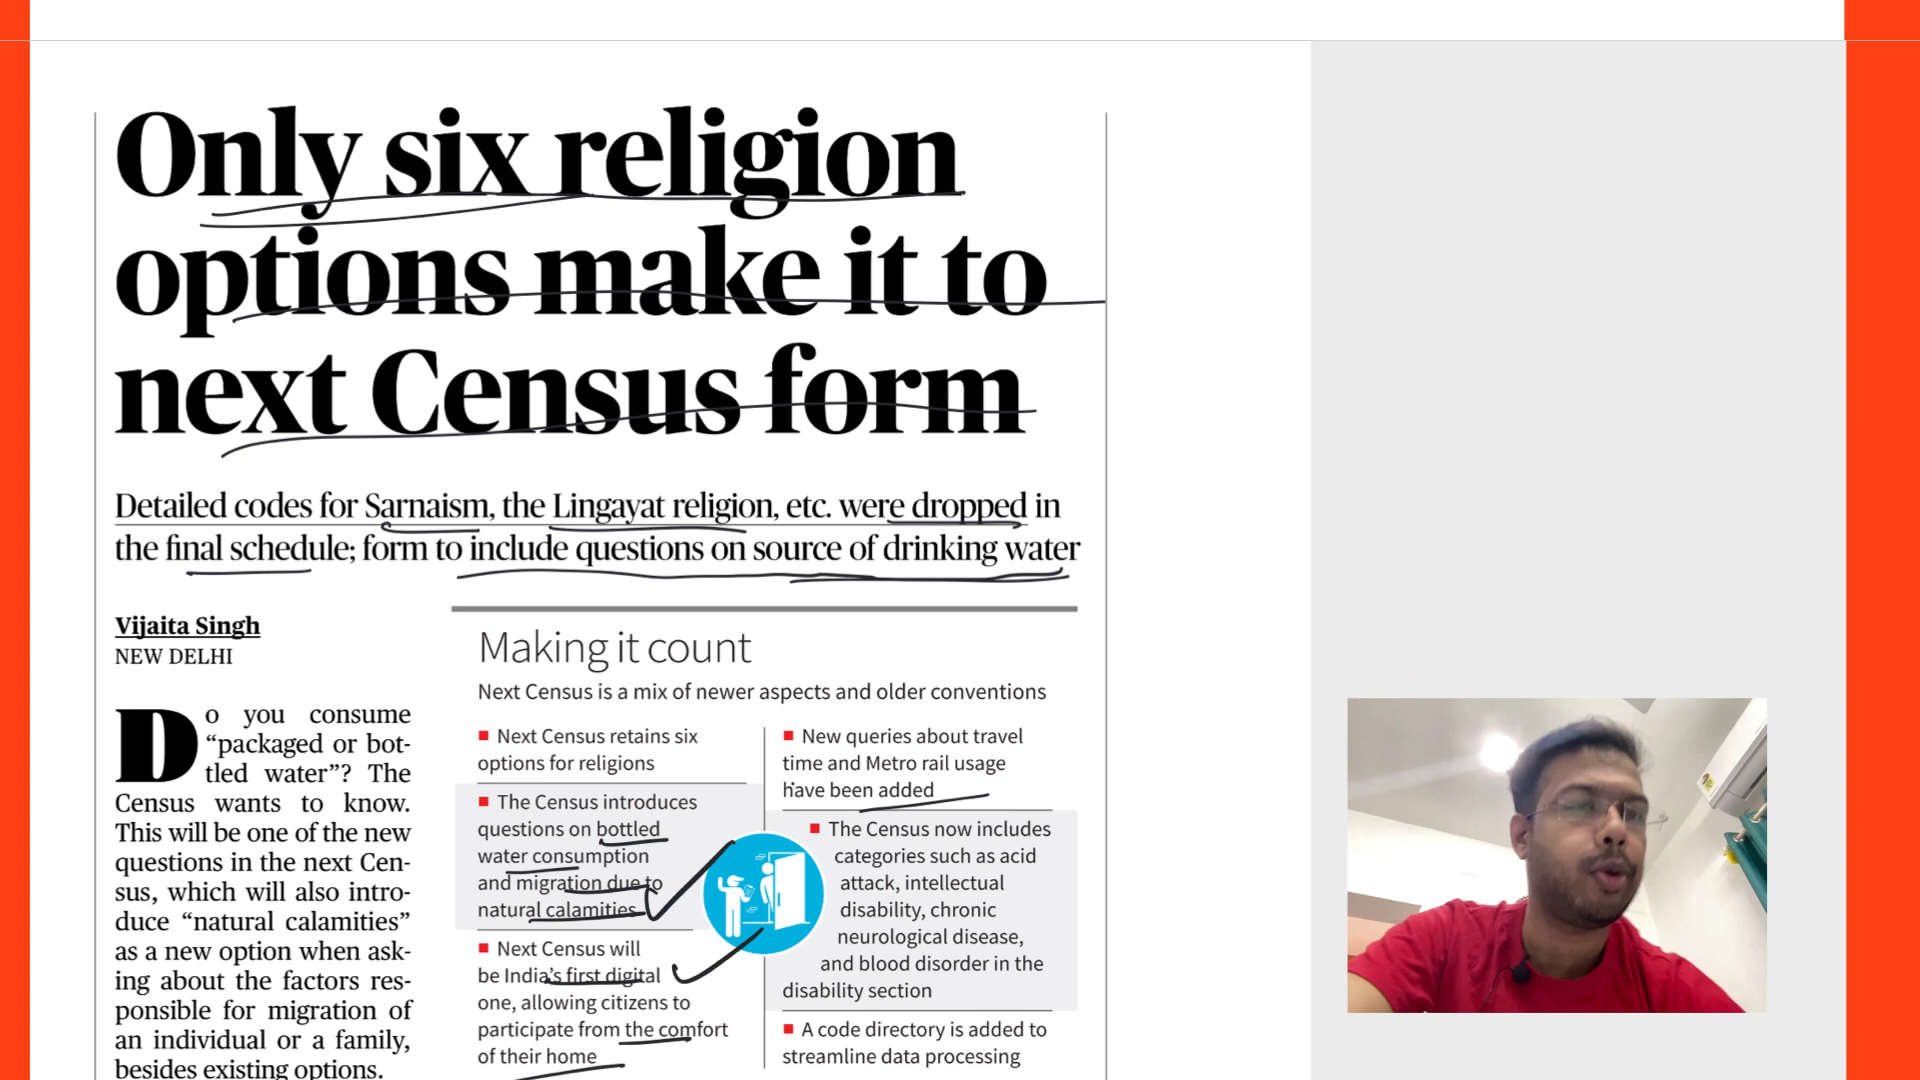 Only six religion
options make it to
next Census form
Detailed codes for Sarnaism, the Lingayat religion, etc. were dropped in
the final schedule; form to include questions on source of drinking water
Vijaita Singh
NEW DELHI
Do you consume
“packaged or bot-
tled water”? The
Census wants to know.
This will be one of the new
questions in the next Cen-
sus, which will also intro-
duce “natural calamities”
as a new option when ask-
ing about the factors res-
ponsible for migration of
an individual or a family,
besides existing options.
Making it count
Next Census is a mix of newer aspects and older conventions
Next Census retains six
options for religions
The Census introduces
questions on bottled
water consumption
and migration due to
natural calamities
Next Census will
be India’s first digital
one, allowing citizens to
participate from the comfort
of their home
New queries about travel
time and Metro rail usage
have been added
The Census now includes
categories such as acid
attack, intellectual
disability, chronic
neurological disease,
and blood disorder in the
disability section
A code directory is added to
streamline data processing